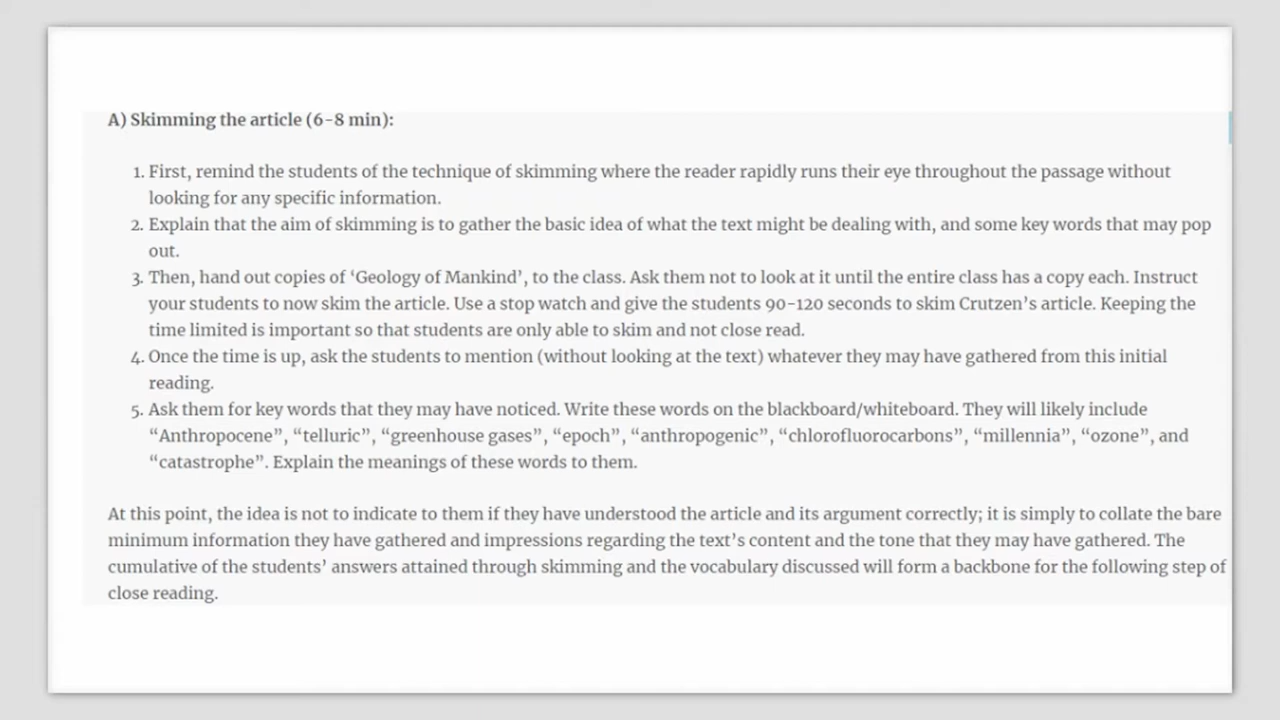 A) Skimming the article (6-8 min):
1. First, remind the students of the technique of skimming where the reader rapidly runs their eye throughout the passage without
looking for any specific information.
2. Explain that the aim of skimming is to gather the basic idea of what the text might be dealing with, and some key words that may pop
out.
3. Then, hand out copies of ‘Geology of Mankind’, to the class. Ask them not to look at it until the entire class has a copy each. Instruct
your students to now skim the article. Use a stop watch and give the students 90-120 seconds to skim Crutzen’s article. Keeping the
time limited is important so that students are only able to skim and not close read.
4. Once the time is up, ask the students to mention (without looking at the text) whatever they may have gathered from this initial
reading.
5. Ask them for key words that they may have noticed. Write these words on the blackboard/whiteboard. They will likely include
“Anthropocene”, “telluric”, “greenhouse gases”, “epoch”, “anthropogenic”, “chlorofluorocarbons”, “millennia”, “ozone”, and
“catastrophe”. Explain the meanings of these words to them.
At this point, the idea is not to indicate to them if they have understood the article and its argument correctly; it is simply to collate the bare
minimum information they have gathered and impressions regarding the text’s content and the tone that they may have gathered. The
cumulative of the students’ answers attained through skimming and the vocabulary discussed will form a backbone for the following step of
close reading.